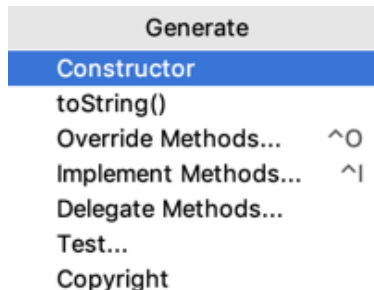 Generate
Constructor
toString()
Override Methods... ^O
Implement Methods... ^I
Delegate Methods...
Test...
Copyright